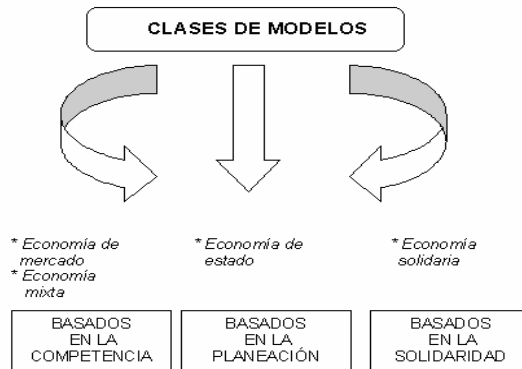 CLASES DE MODELOS
* Economía de
mercado
* Economía
mixta
* Economía de
estado
* Economía
solidaria
BASADOS
EN LA
COMPETENCIA
BASADOS
EN LA
PLANEACIÓN
BASADOS
EN LA
SOLIDARIDAD